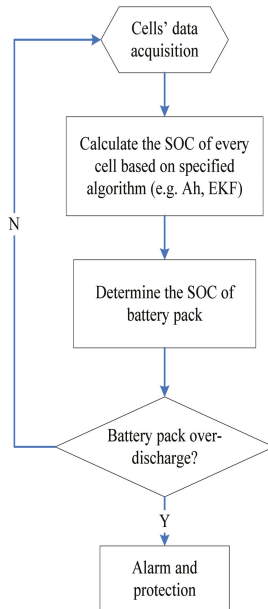 Cells' data
acquisition
Calculate the SOC of every
cell based on specified
algorithm (e.g. Ah, EKF)
N
Determine the SOC of
battery pack
Battery pack over-
discharge?
Y
Alarm and
protection